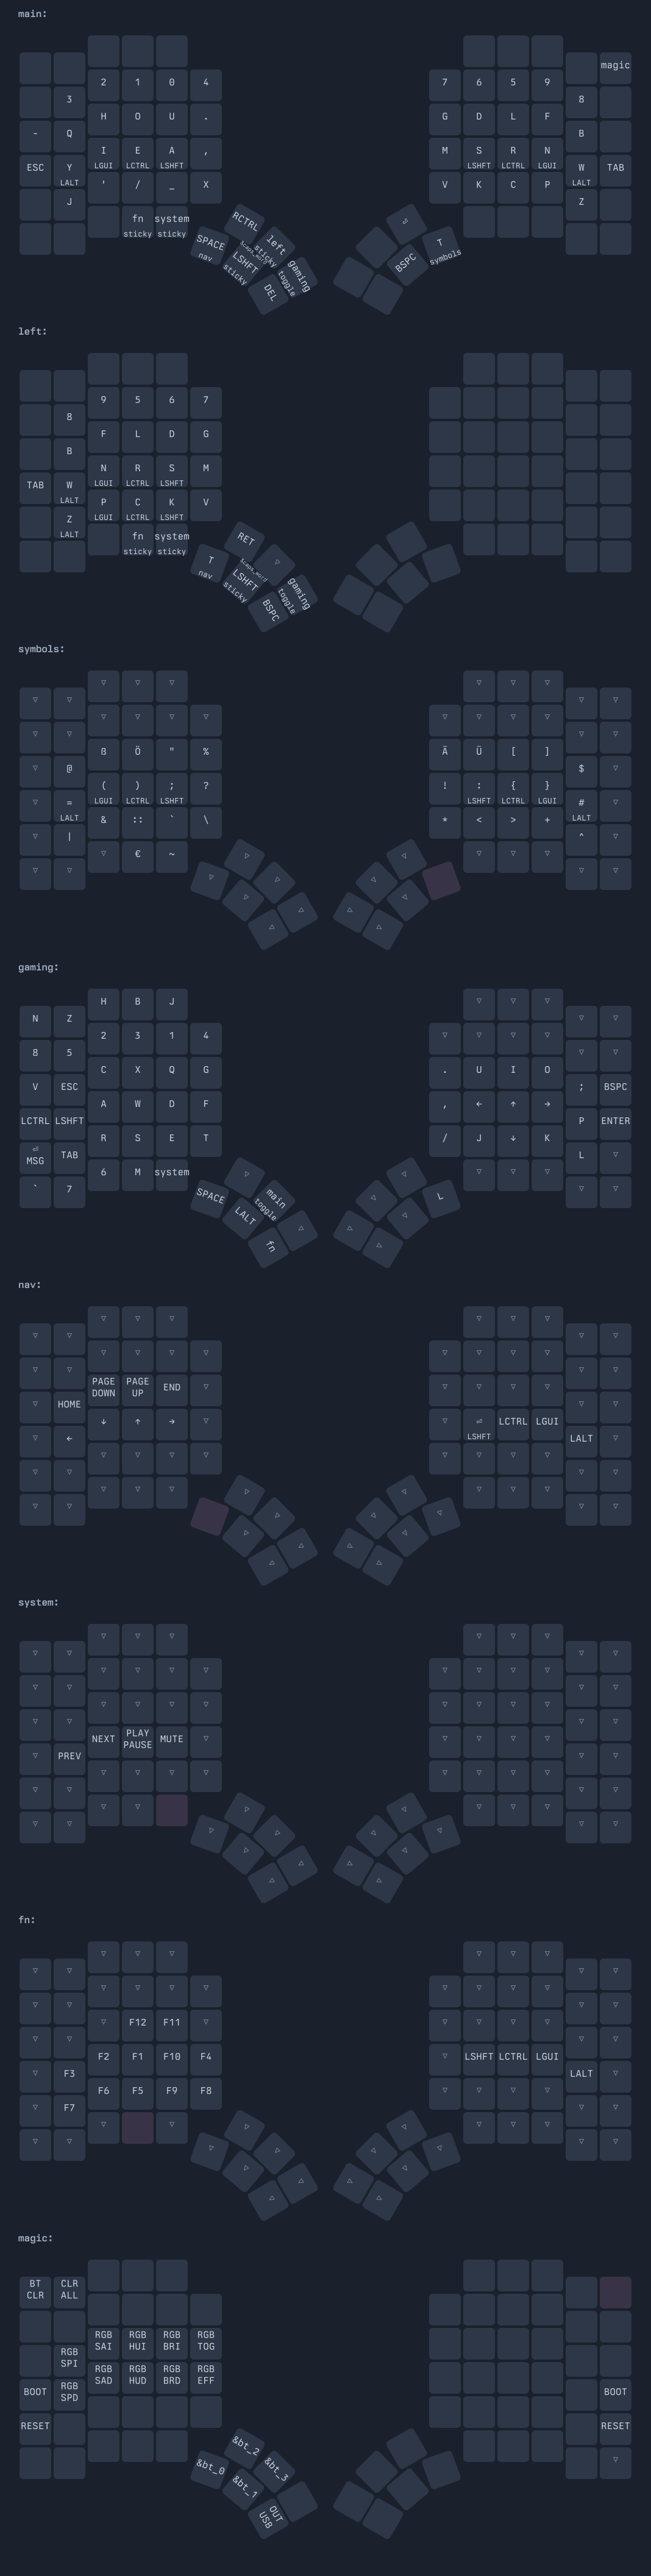 main:
magic
2 1 0 4 7 6 5 9
3 8
H O U . G D L F
- Q B
I E A , M S R N
LGUI LCTRL LSHFT LSHFT RCTRL LGUI
ESC Y W TAB
LALT LALT
' / _ X V K C P
J Z
fn system
sticky sticky
RCTRL
left
sticky
gaming
toggle
SPACE
nav
&caps_word
LSHFT
sticky
DEL
⏎
T
symbols
BSPC
left:
9 5 6 7
8
F L D G
B
N R S M
LGUI LCTRL LSHFT
TAB W
LALT
P C K V
LGUI LCTRL LSHFT
Z
LALT
fn system
sticky sticky
RET
▽
gaming
toggle
T
nav
&caps_word
LSHFT
sticky
BSPC
symbols:
▽ ▽ ▽ ▽ ▽ ▽
▽ ▽ ▽ ▽
▽ ▽ ▽ ▽ ▽ ▽ ▽ ▽
▽ ▽ ▽ ▽
ß Ö " % Ä Ü [ ]
▽ @ $ ▽
( ) ; ? ! : { }
LGUI LCTRL LSHFT LSHFT LCTRL LGUI
▽ = # ▽
LALT LALT
& :: ` \ * < > +
▽ | ^ ▽
▽ € ~ ▽ ▽ ▽
▽ ▽ ▽ ▽
▽ ▽ ▽ ▽ ▽ ▽
▽ ▽ ▽ ▽ ▽
gaming:
H B J ▽ ▽ ▽
N Z ▽ ▽
2 3 1 4 ▽ ▽ ▽ ▽
8 5 ▽ ▽
C X Q G . U I O
V ESC ; BSPC
A W D F , ← ↑ →
LCTRL LSHFT P ENTER
R S E T / J ↓ K
⏎
MSG TAB L ▽
6 M system ▽ ▽ ▽
` 7 ▽ ▽
▽
main
toggle
▽
SPACE
LALT
fn
▽ ▽ L
▽ ▽ ▽
nav:
▽ ▽ ▽ ▽ ▽ ▽
▽ ▽ ▽ ▽
▽ ▽ ▽ ▽ ▽ ▽ ▽ ▽
▽ ▽ ▽ ▽
PAGE PAGE
DOWN UP END ▽ ▽ ▽ ▽ ▽
▽ HOME ▽ ▽
↓ ↑ → ▽ ▽ ⏎ LCTRL LGUI
LSHFT
▽ ← LALT ▽
▽ ▽ ▽ ▽ ▽ ▽ ▽ ▽
▽ ▽ ▽ ▽
▽ ▽ ▽ ▽ ▽ ▽
▽ ▽ ▽ ▽
▽ ▽ ▽ ▽ ▽
▽ ▽ ▽ ▽ ▽ ▽
system:
▽ ▽ ▽ ▽ ▽ ▽
▽ ▽ ▽ ▽
▽ ▽ ▽ ▽ ▽ ▽ ▽ ▽
▽ ▽ ▽ ▽
▽ ▽ ▽ ▽ ▽ ▽ ▽ ▽
▽ ▽ ▽ ▽
NEXT PLAY MUTE ▽ ▽ ▽ ▽ ▽
PAUSE
▽ PREV ▽ ▽
▽ ▽ ▽ ▽ ▽ ▽ ▽ ▽
▽ ▽ ▽ ▽
▽ ▽ ▽ ▽ ▽
▽ ▽ ▽ ▽
▽ ▽ ▽ ▽ ▽ ▽
▽ ▽ ▽ ▽ ▽ ▽
fn:
▽ ▽ ▽ ▽ ▽ ▽
▽ ▽ ▽ ▽
▽ ▽ ▽ ▽ ▽ ▽ ▽ ▽
▽ ▽ ▽ ▽
▽ F12 F11 ▽ ▽ ▽ ▽ ▽
▽ ▽ ▽ ▽
F2 F1 F10 F4 ▽ LSHFT LCTRL LGUI
▽ F3 LALT ▽
F6 F5 F9 F8 ▽ ▽ ▽ ▽
▽ F7 ▽ ▽
▽ ▽ ▽ ▽ ▽
▽ ▽ ▽ ▽
▽ ▽ ▽ ▽ ▽ ▽
▽ ▽ ▽ ▽ ▽ ▽
magic:
BT CLR
CLR ALL
RGB RGB RGB RGB
SAI HUI BRI TOG
RGB
SPI
RGB RGB RGB RGB
SAD HUD BRD EFF
BOOT RGB BOOT
SPD
RESET RESET
▽
&bt_2
&bt_3
&bt_0
&bt_1
OUT
USB